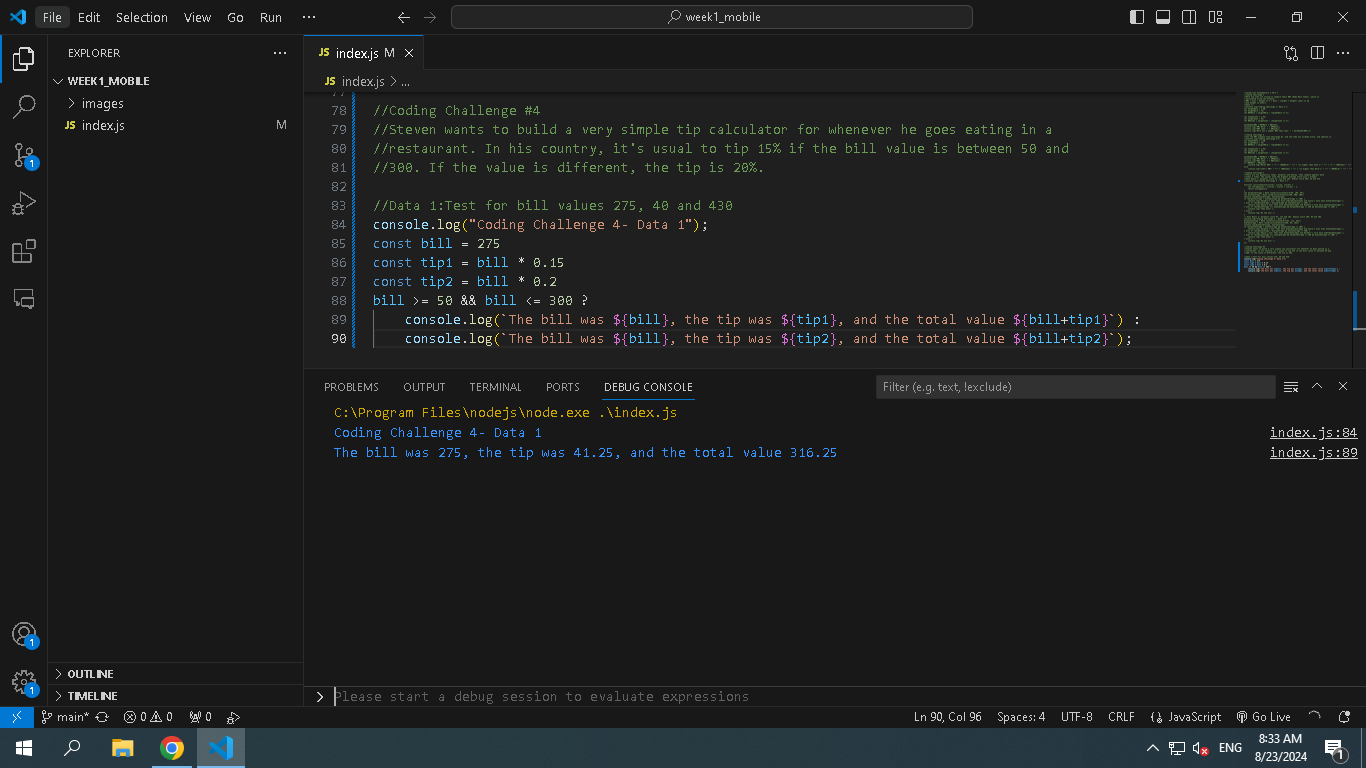 File Edit Selection View Go Run ··· week1_mobile
EXPLORER ···
JS index.js M
WEEK1_MOBILE
JS index.js > ...
images
JS index.js M
78 //Coding Challenge #4
79 //Steven wants to build a very simple tip calculator for whenever he goes eating in a
80 //restaurant. In his country, it's usual to tip 15% if the bill value is between 50 and
81 //300. If the value is different, the tip is 20%.
82
83 //Data 1:Test for bill values 275, 40 and 430
84 console.log("Coding Challenge 4- Data 1");
85 const bill = 275
86 const tip1 = bill * 0.15
87 const tip2 = bill * 0.2
88 bill >= 50 && bill <= 300 ?
89 console.log(`The bill was ${bill}, the tip was ${tip1}, and the total value ${bill+tip1}`) :
90 console.log(`The bill was ${bill}, the tip was ${tip2}, and the total value ${bill+tip2}`);
PROBLEMS OUTPUT TERMINAL PORTS DEBUG CONSOLE Filter (e.g. text, !exclude)
C:\Program Files\nodejs\node.exe .\index.js
Coding Challenge 4- Data 1 index.js:84
The bill was 275, the tip was 41.25, and the total value 316.25 index.js:89
1
1
1
OUTLINE
TIMELINE
> Please start a debug session to evaluate expressions
main* 0 0 0 Ln 90, Col 96 Spaces: 4 UTF-8 CRLF JavaScript Go Live
ENG 8:33 AM
8/23/2024 1